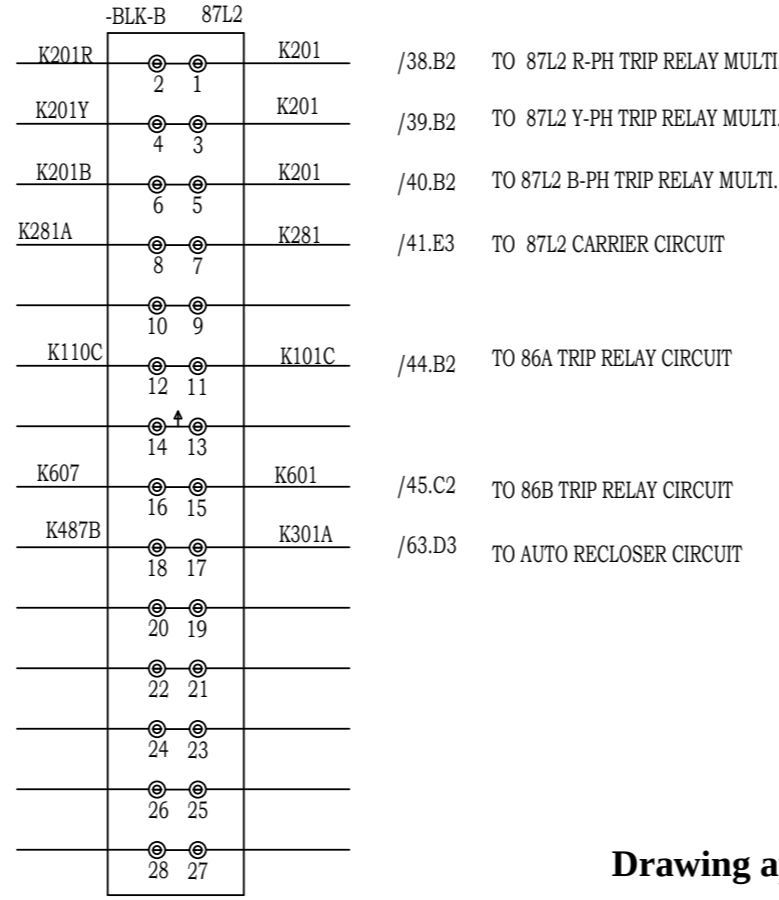 -BLK-B 87L2
K201R K201 /38.B2 TO 87L2 R-PH TRIP RELAY MULTI
2 1
K201Y K201 /39.B2 TO 87L2 Y-PH TRIP RELAY MULTI.
4 3
K201B K201 /40.B2 TO 87L2 B-PH TRIP RELAY MULTI.
6 5
K281A K281 /41.E3 TO 87L2 CARRIER CIRCUIT
8 7
10 9
K110C K101C /44.B2 TO 86A TRIP RELAY CIRCUIT
12 11
14 13
K607 K601 /45.C2 TO 86B TRIP RELAY CIRCUIT
16 15
K487B K301A /63.D3 TO AUTO RECLOSER CIRCUIT
18 17
20 19
22 21
24 23
26 25
28 27
Drawing